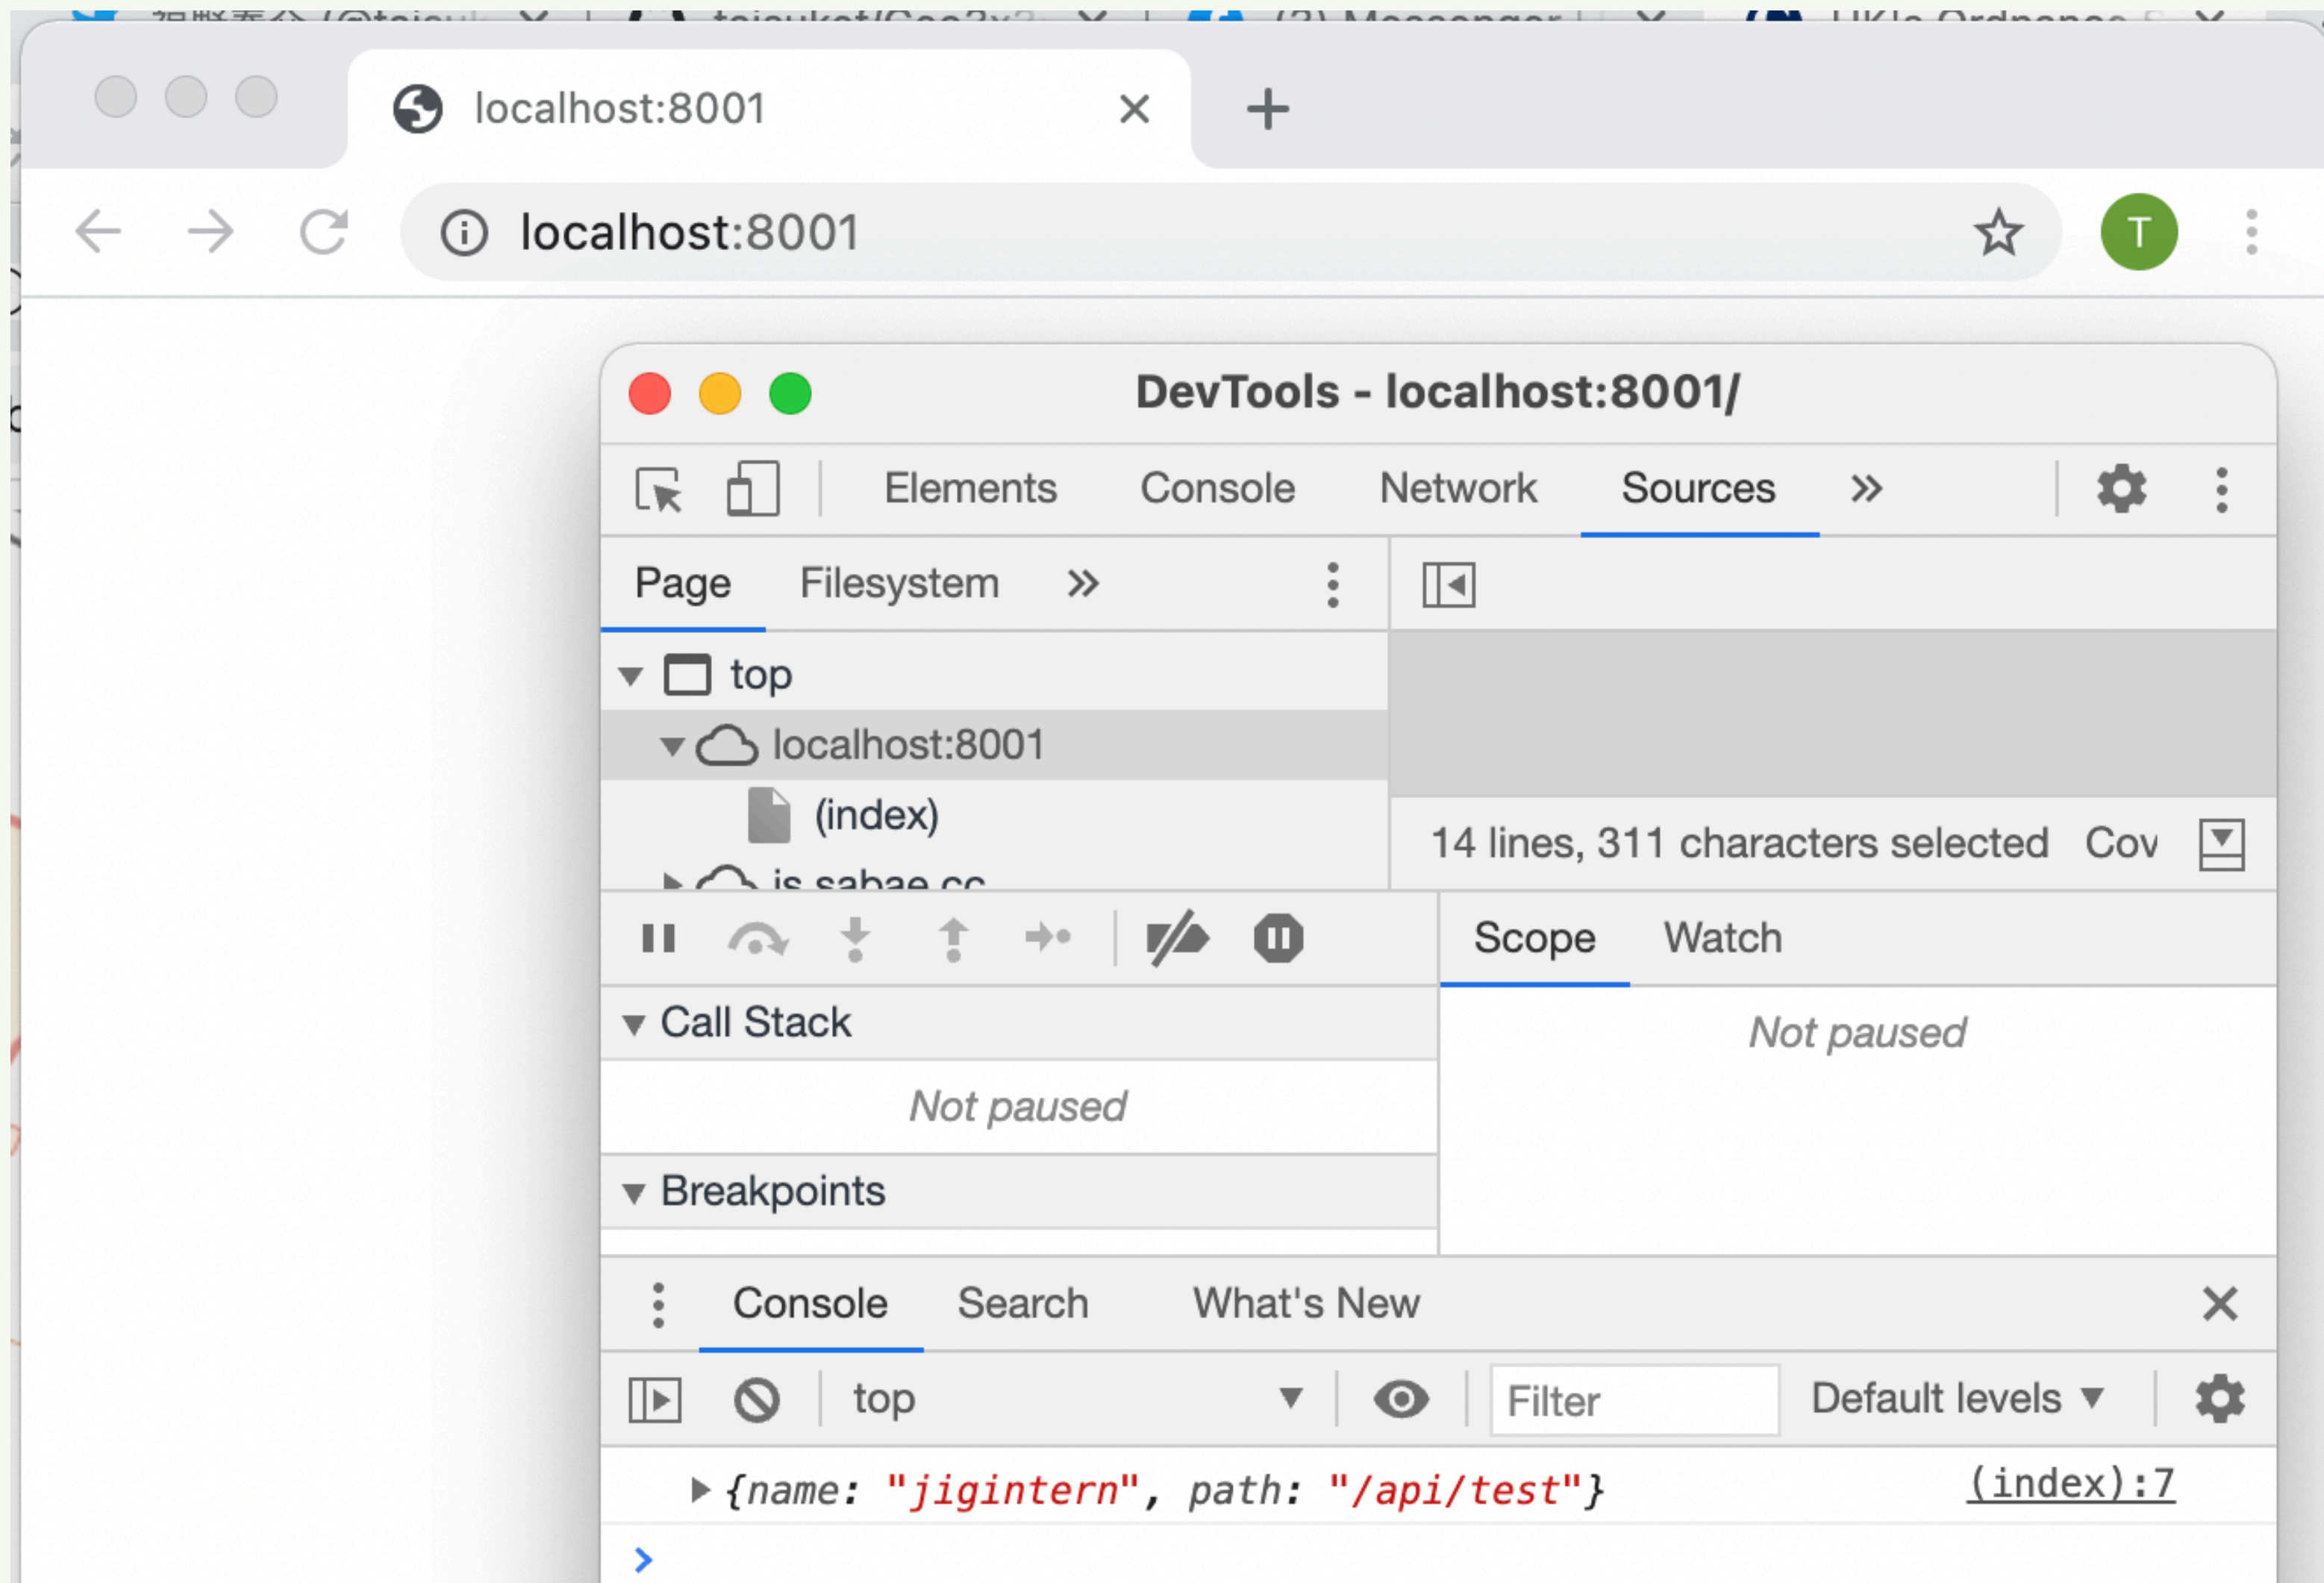 localhost:8001
localhost:8001
T
DevTools - localhost:8001/
Elements Console Network Sources
Page Filesystem
top
localhost:8001
(index)
14 lines, 311 characters selected Cov
Scope Watch
Call Stack
Not paused
Not paused
Breakpoints
Console Search What's New
top Filter Default levels
{name: "jigintern", path: "/api/test"} (index):7